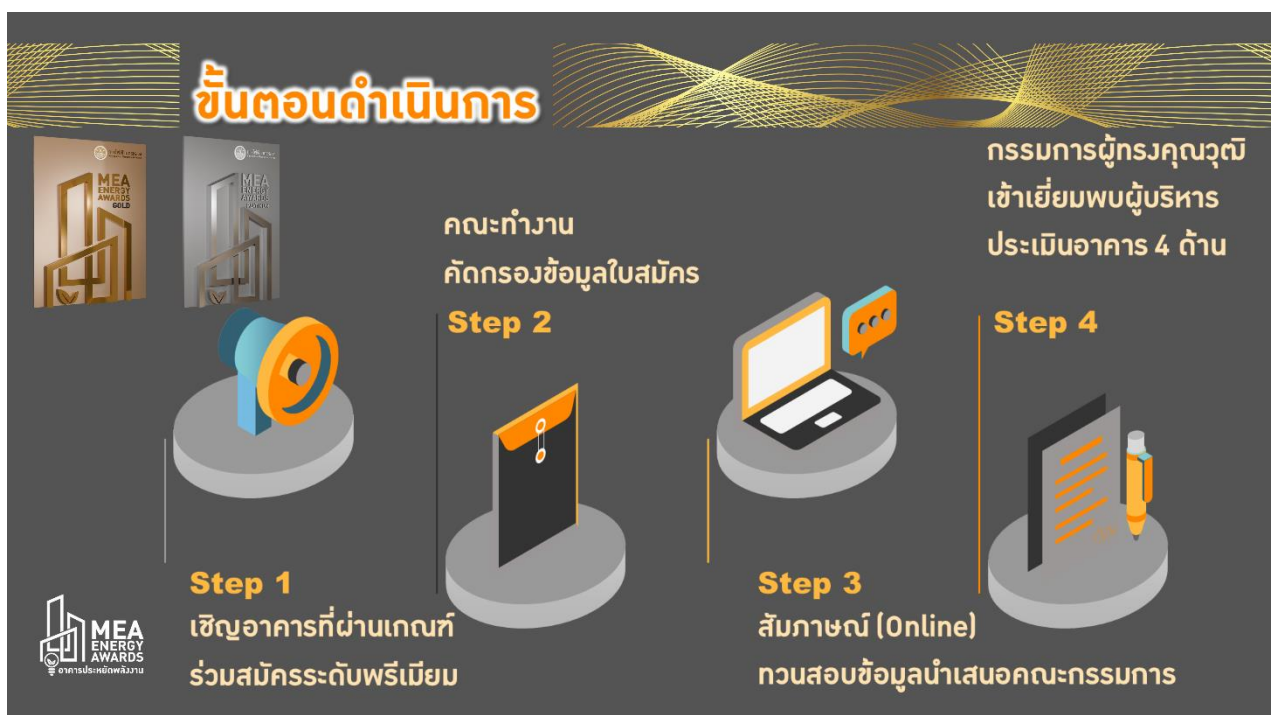 ขั้นตอนดำเนินการ
MEA
ENERGY
AWARDS
GOLD
MEA
ENERGY
AWARDS
Step 1
เชิญอาคารที่ผ่านเกณฑ์
ร่วมสมัครระดับพรีเมียม
คณะทำงาน
คัดกรองข้อมูลใบสมัคร
Step 2
Step 3
สัมภาษณ์ (Online)
ทวนสอบข้อมูลนำเสนอคณะกรรมการ
กรรมการผู้ทรงคุณวุฒิ
เข้าเยี่ยมพบผู้บริหาร
ประเมินอาคาร 4 ด้าน
Step 4
MEA
ENERGY
AWARDS
อาคารประหยัดพลังงาน